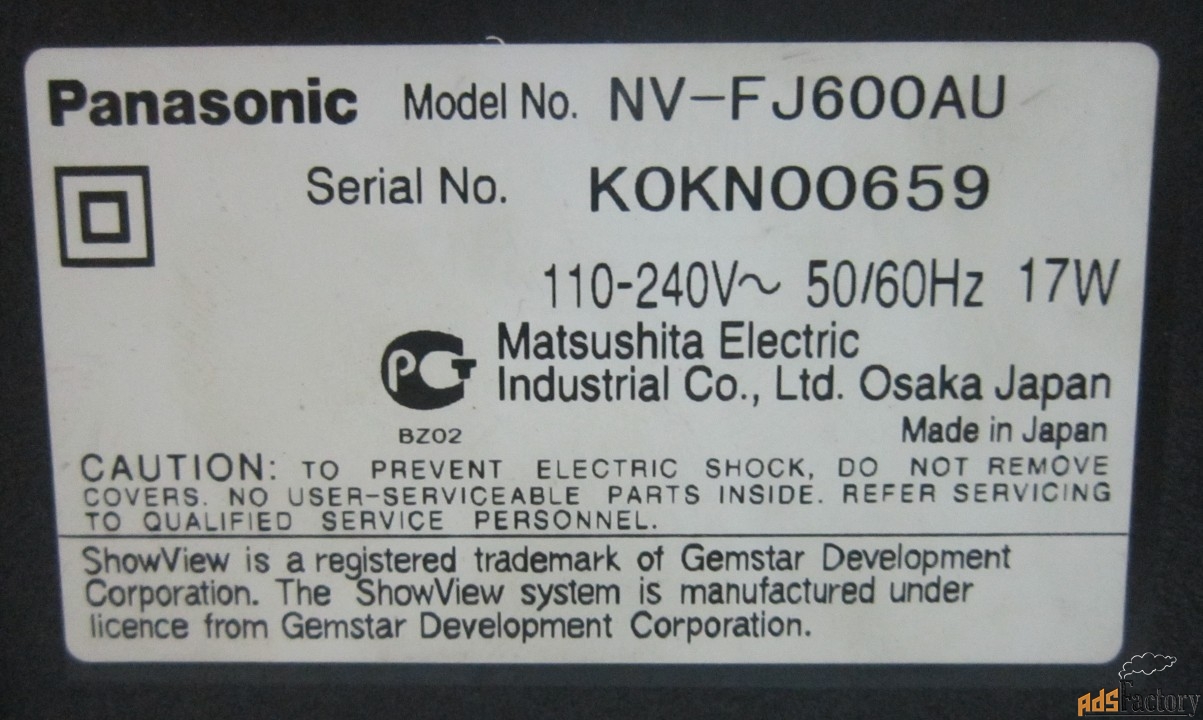 Panasonic Model No. NV-FJ600AU
Serial No. K0KN00659
110-240V~ 50/60Hz 17W
РСТ
Matsushita Electric
Industrial Co., Ltd. Osaka Japan
BZ02
Made in Japan
CAUTION: TO PREVENT ELECTRIC SHOCK, DO NOT REMOVE
COVERS. NO USER-SERVICEABLE PARTS INSIDE. REFER SERVICING
TO QUALIFIED SERVICE PERSONNEL.
ShowView is a registered trademark of Gemstar Development
Corporation. The ShowView system is manufactured under
licence from Gemstar Development Corporation.
AdsFactory